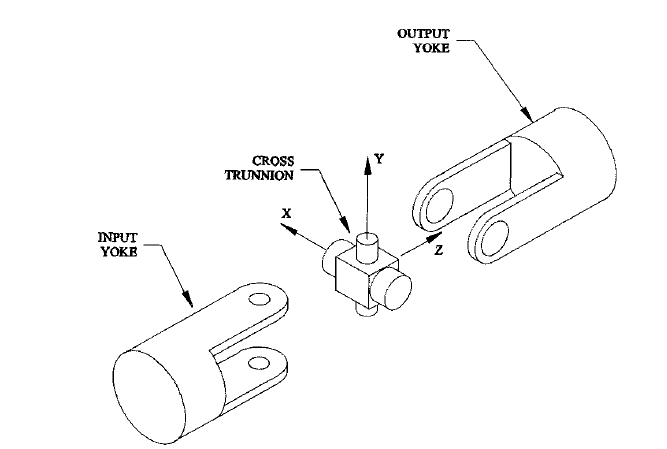 OUTPUT
YOKE
CROSS
TRUNNION
Y
X
INPUT
YOKE
Z